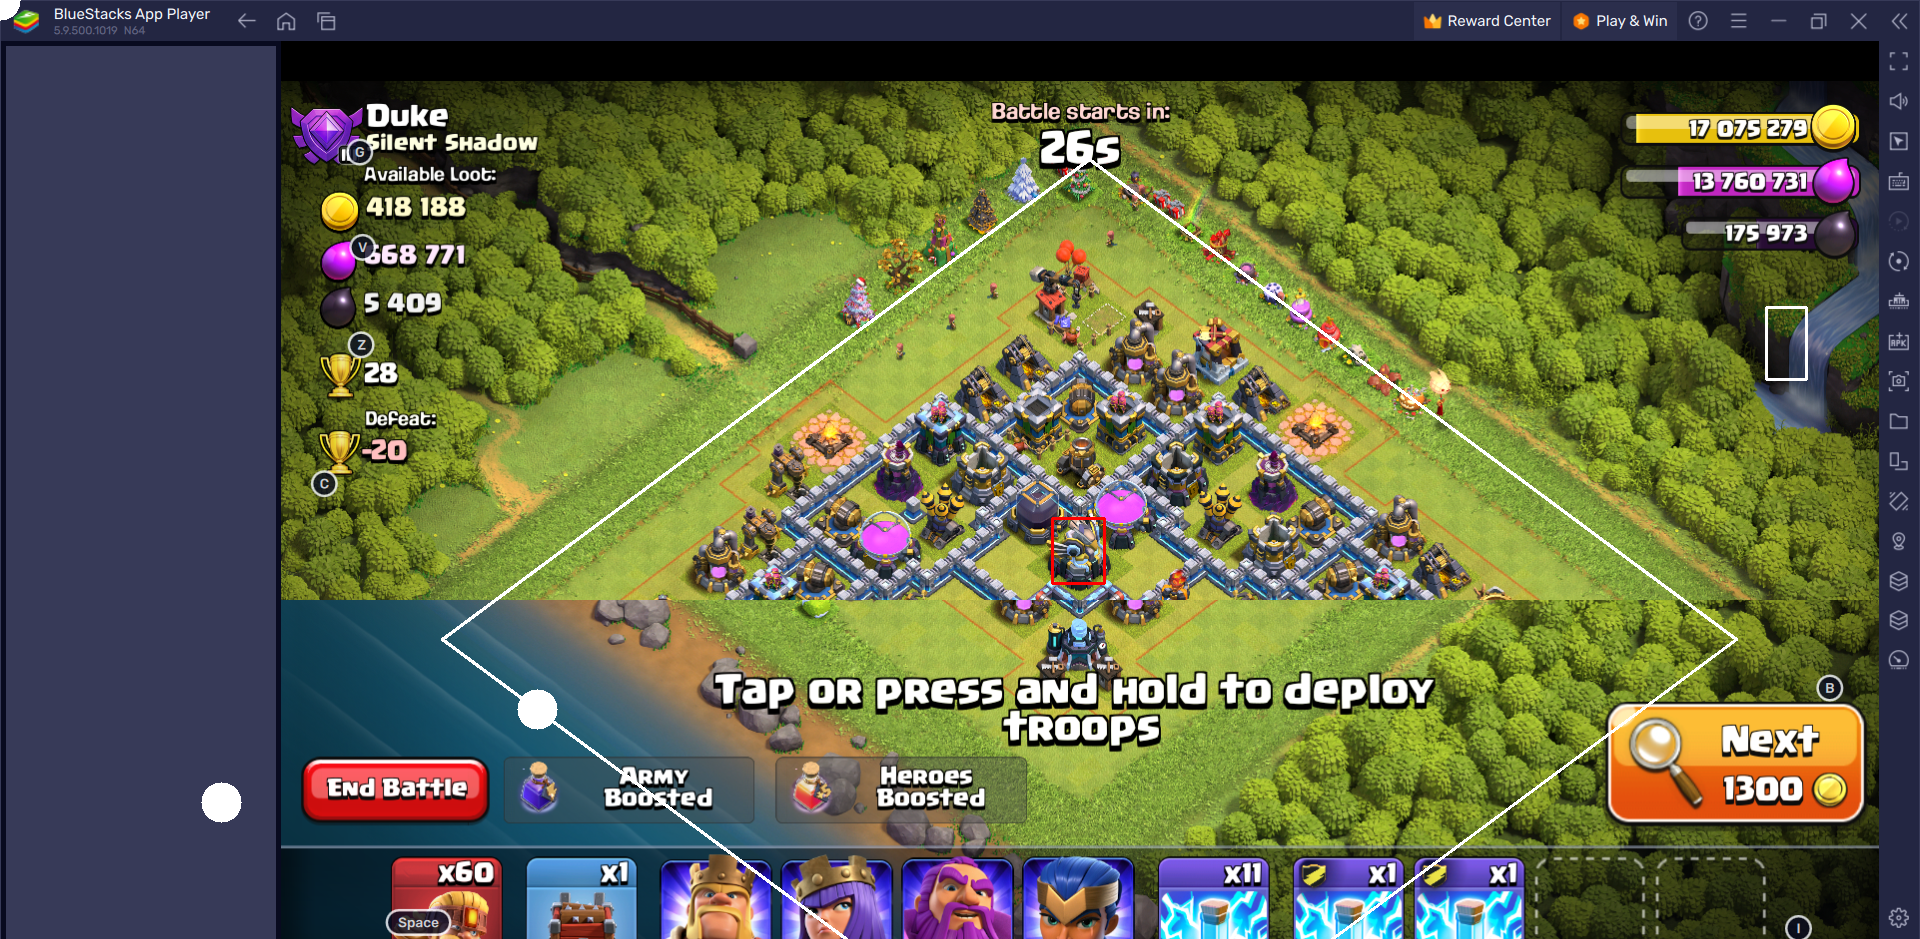 BlueStacks App Player
5.9.500.1019 N64
Reward Center
Play & Win
Duke
Silent Shadow
G
Available Loot:
418 188
V
668 771
5 409
Z
28
Defeat:
-20
C
Battle starts in:
26s
17 075 279
13 760 731
175 973
Tap or press and hold to deploy
troops
B
Next
1300
End Battle
Army
Boosted
Heroes
Boosted
x60
x1
x11
x1
x1
Space
I